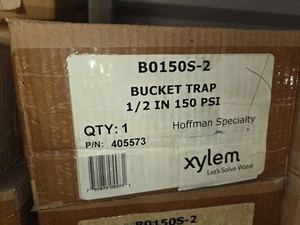 B0150S-2
BUCKET TRAP
1/2 IN 150 PSI
QTY: 1
Hoffman Specialty
P/N: 405573
xylem
Let's Solve Water
B0150S-2